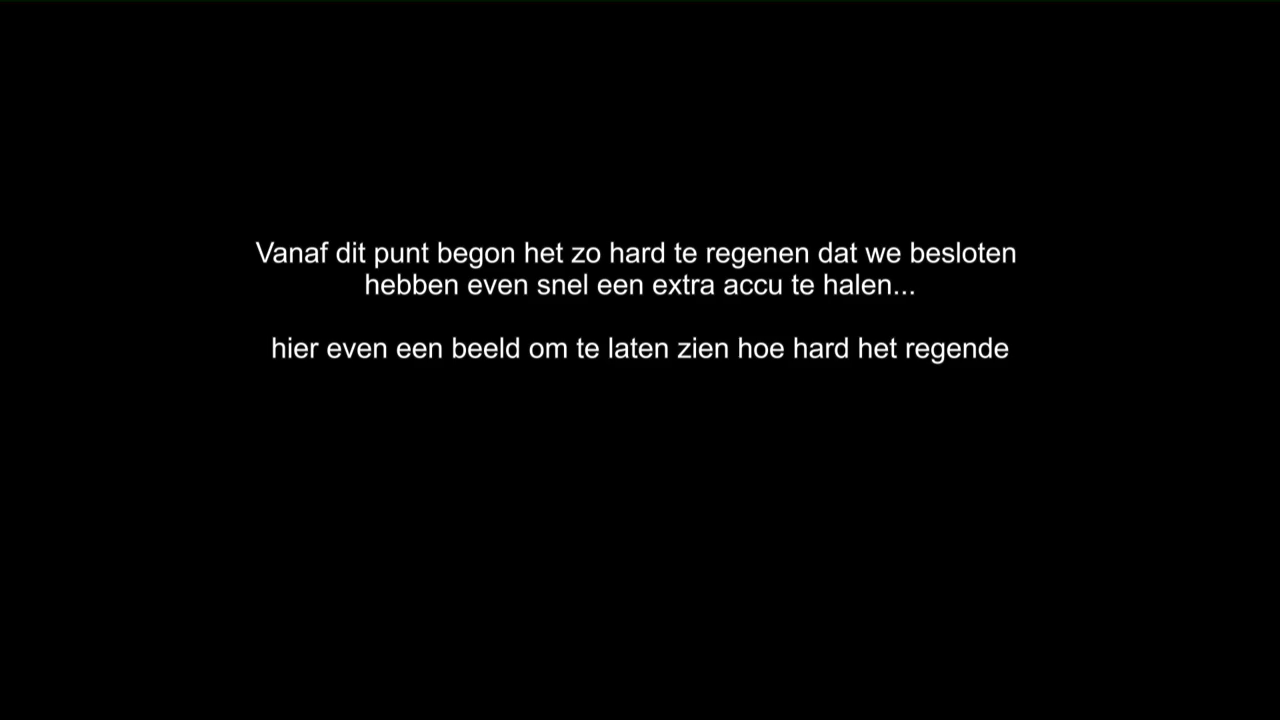 Vanaf dit punt begon het zo hard te regenen dat we besloten
hebben even snel een extra accu te halen...
hier even een beeld om te laten zien hoe hard het regende